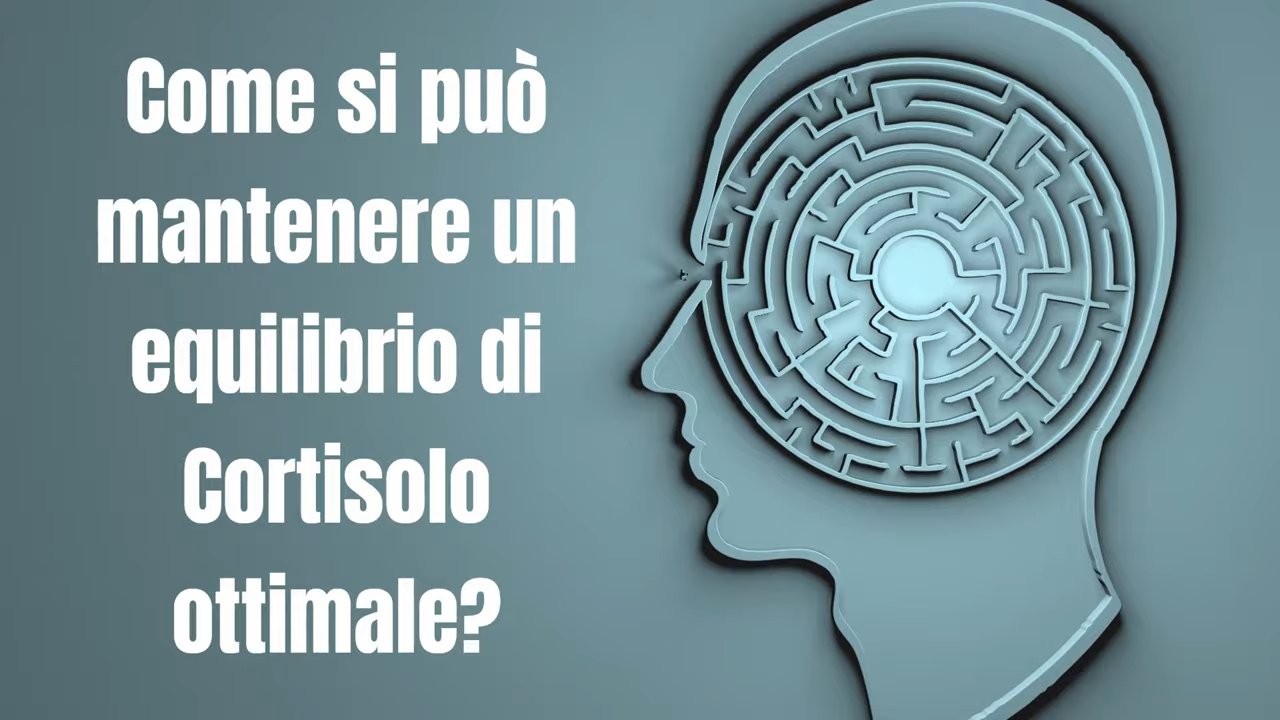 Come si può
mantenere un
equilibrio di
Cortisolo
ottimale?